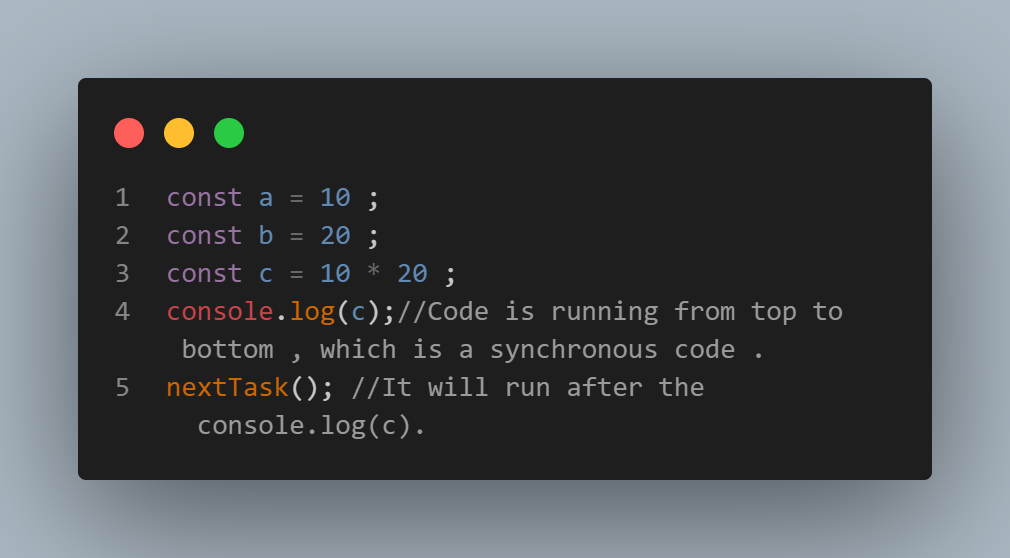 1 const a = 10 ;
2 const b = 20 ;
3 const c = 10 * 20 ;
4 console.log(c);//Code is running from top to
bottom , which is a synchronous code .
5 nextTask(); //It will run after the
console.log(c).